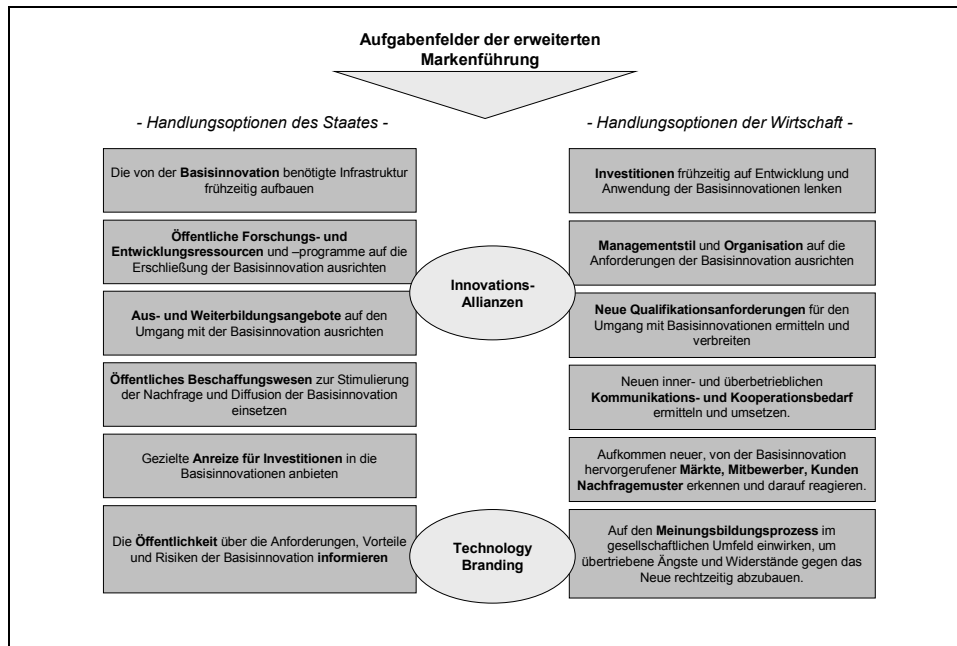 Aufgabenfelder der erweiterten
Markenführung
- Handlungsoptionen des Staates -
Die von der Basisinnovation benötigte Infrastruktur
frühzeitig aufbauen
Öffentliche Forschungs- und
Entwicklungsressourcen und –programme auf die
Erschließung der Basisinnovation ausrichten
Aus- und Weiterbildungsangebote auf den
Umgang mit der Basisinnovation ausrichten
Öffentliches Beschaffungswesen zur Stimulierung
der Nachfrage und Diffusion der Basisinnovation
einsetzen
Gezielte Anreize für Investitionen in die
Basisinnovationen anbieten
Die Öffentlichkeit über die Anforderungen, Vorteile
und Risiken der Basisinnovation informieren
Innovations-
Allianzen
Technology
Branding
- Handlungsoptionen der Wirtschaft -
Investitionen frühzeitig auf Entwicklung und
Anwendung der Basisinnovationen lenken
Managementstil und Organisation auf die
Anforderungen der Basisinnovation ausrichten
Neue Qualifikationsanforderungen für den
Umgang mit Basisinnovationen ermitteln und
verbreiten
Neuen inner- und überbetrieblichen
Kommunikations- und Kooperationsbedarf
ermitteln und umsetzen.
Aufkommen neuer, von der Basisinnovation
hervorgerufener Märkte, Mitbewerber, Kunden
Nachfragemuster erkennen und darauf reagieren.
Auf den Meinungsbildungsprozess im
gesellschaftlichen Umfeld einwirken, um
übertriebene Ängste und Widerstände gegen das
Neue rechtzeitig abzubauen.